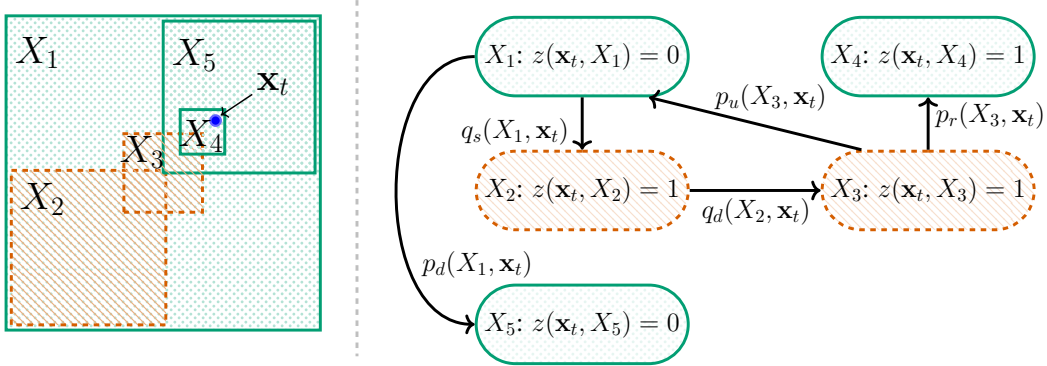 X₁
X₅
𝐱ₜ
X₄
X₃
X₂
X₁: z(𝐱ₜ, X₁) = 0
X₄: z(𝐱ₜ, X₄) = 1
pᵤ(X₃, 𝐱ₜ)
pᵣ(X₃, 𝐱ₜ)
qₛ(X₁, 𝐱ₜ)
X₂: z(𝐱ₜ, X₂) = 1
X₃: z(𝐱ₜ, X₃) = 1
q_d(X₂, 𝐱ₜ)
p_d(X₁, 𝐱ₜ)
X₅: z(𝐱ₜ, X₅) = 0